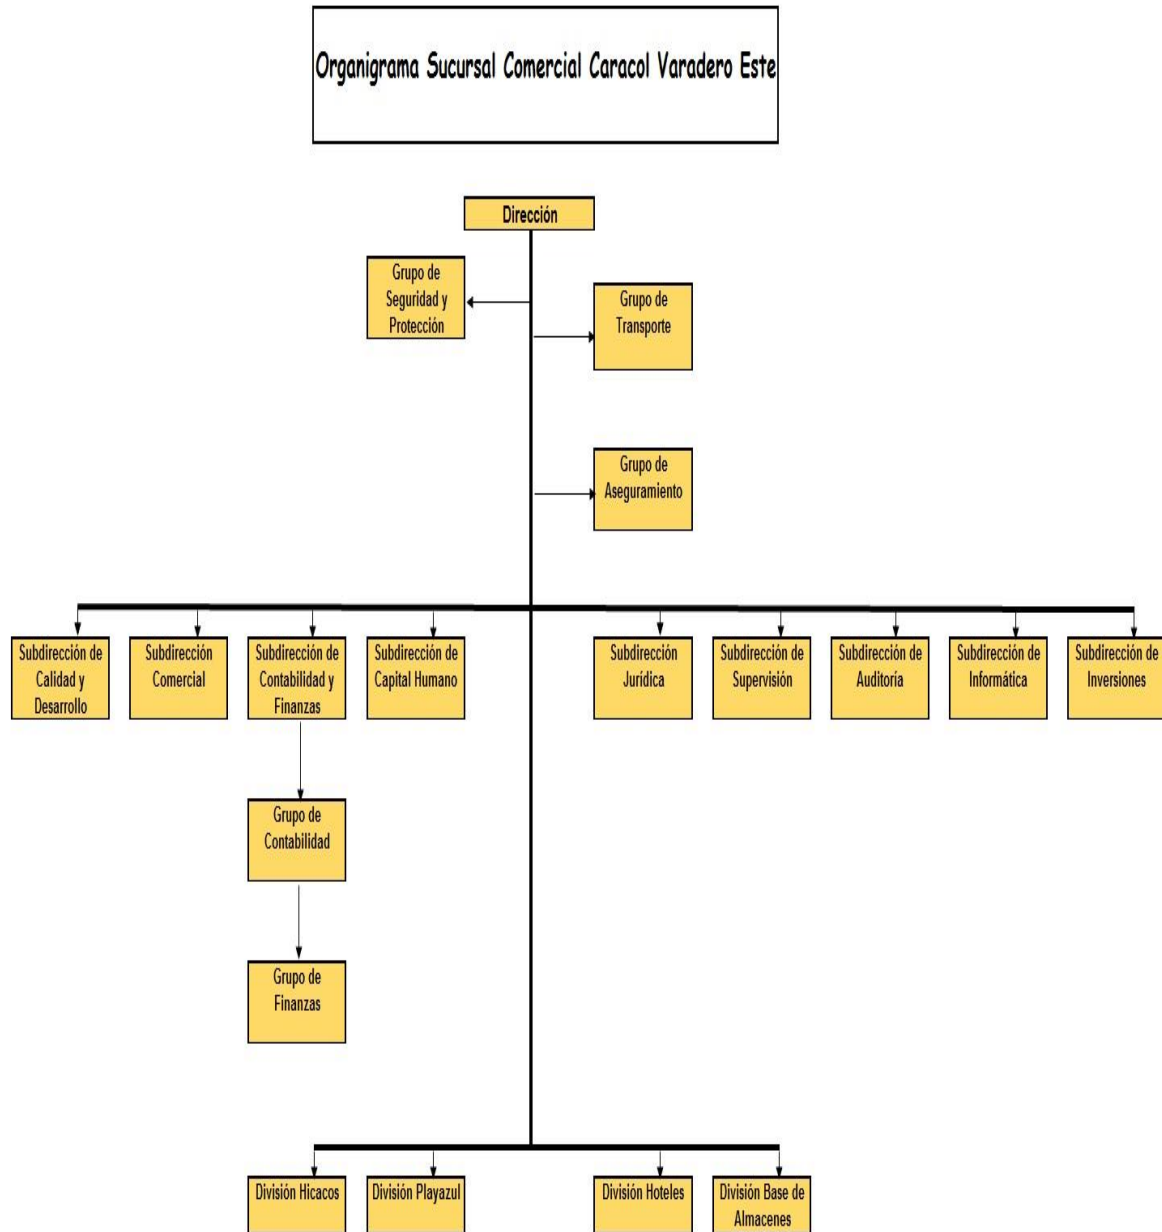 Organigrama Sucursal Comercial Caracol Varadero Este
Dirección
Grupo de
Seguridad y
Protección
Grupo de
Transporte
Grupo de
Aseguramiento
Subdirección de
Calidad y
Desarrollo
Subdirección
Comercial
Subdirección de
Contabilidad y
Finanzas
Subdirección de
Capital Humano
Subdirección
Jurídica
Subdirección de
Supervisión
Subdirección de
Auditoría
Subdirección de
Informática
Subdirección de
Inversiones
Grupo de
Contabilidad
Grupo de
Finanzas
División Hicacos
División Playazul
División Hoteles
División Base de
Almacenes